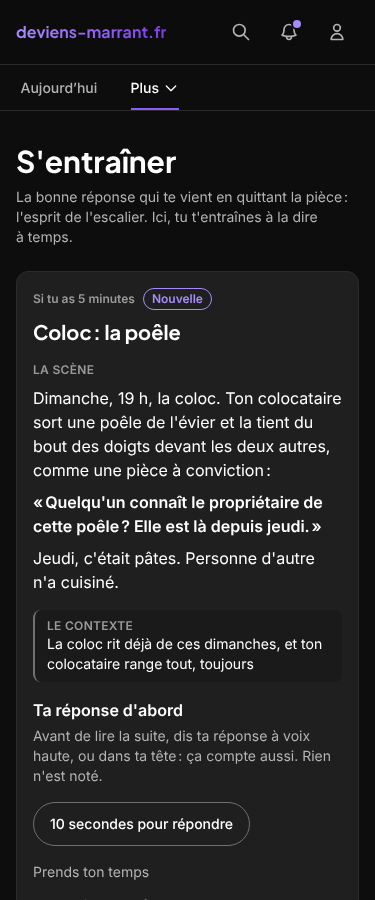 deviens-marrant.fr
Aujourd'hui
Plus
S'entraîner
La bonne réponse qui te vient en quittant la pièce :
l'esprit de l'escalier. Ici, tu t'entraînes à la dire
à temps.
Si tu as 5 minutes
Nouvelle
Coloc : la poêle
LA SCÈNE
Dimanche, 19 h, la coloc. Ton colocataire
sort une poêle de l'évier et la tient du
bout des doigts devant les deux autres,
comme une pièce à conviction :
« Quelqu'un connaît le propriétaire de
cette poêle ? Elle est là depuis jeudi. »
Jeudi, c'était pâtes. Personne d'autre
n'a cuisiné.
LE CONTEXTE
La coloc rit déjà de ces dimanches, et ton
colocataire range tout, toujours
Ta réponse d'abord
Avant de lire la suite, dis ta réponse à voix
haute, ou dans ta tête : ça compte aussi. Rien
n'est noté.
10 secondes pour répondre
Prends ton temps